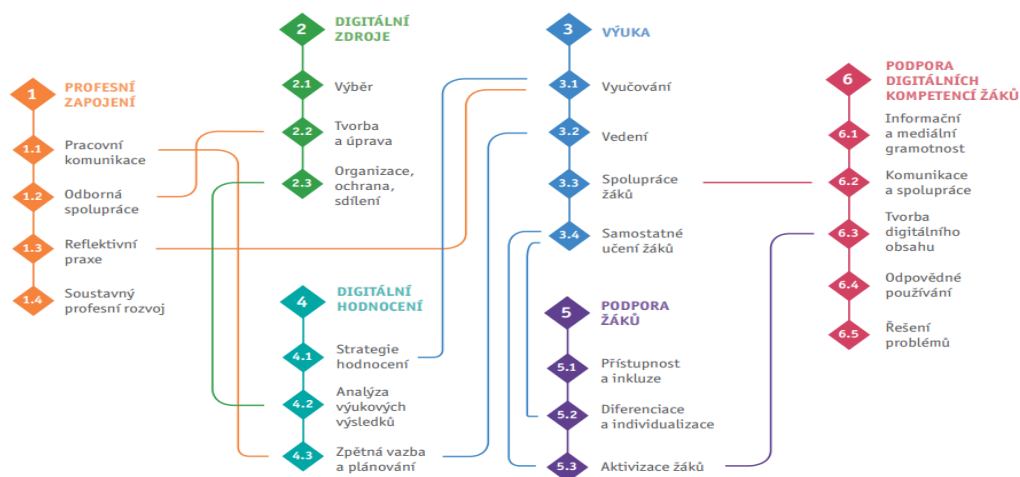 1
PROFESNÍ
ZAPOJENÍ
1.1
Pracovní
komunikace
1.2
Odborná
spolupráce
1.3
Reflektivní
praxe
1.4
Soustavný
profesní rozvoj
2
DIGITÁLNÍ
ZDROJE
2.1
Výběr
2.2
Tvorba
a úprava
2.3
Organizace,
ochrana,
sdílení
3
VÝUKA
3.1
Vyučování
3.2
Vedení
3.3
Spolupráce
žáků
3.4
Samostatné
učení žáků
4
DIGITÁLNÍ
HODNOCENÍ
4.1
Strategie
hodnocení
4.2
Analýza
výukových
výsledků
4.3
Zpětná vazba
a plánování
5
PODPORA
ŽÁKŮ
5.1
Přístupnost
a inkluze
5.2
Diferenciace
a individualizace
5.3
Aktivizace žáků
6
PODPORA
DIGITÁLNÍCH
KOMPETENCÍ ŽÁKŮ
6.1
Informační
a mediální
gramotnost
6.2
Komunikace
a spolupráce
6.3
Tvorba
digitálního
obsahu
6.4
Odpovědné
používání
6.5
Řešení
problémů